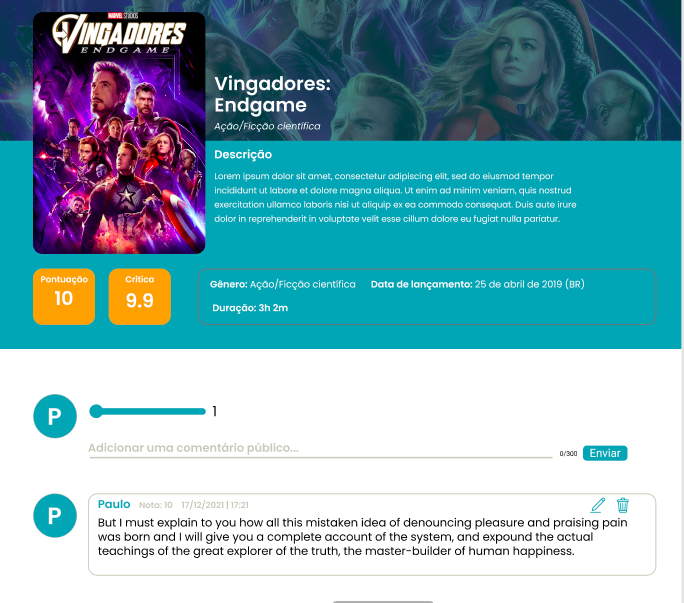 MARVEL STUDIOS
VINGADORES
ENDGAME
Vingadores:
Endgame
Ação/Ficção científica
Descrição
Lorem ipsum dolor sit amet, consectetur adipiscing elit, sed do eiusmod tempor
incididunt ut labore et dolore magna aliqua. Ut enim ad minim veniam, quis nostrud
exercitation ullamco laboris nisi ut aliquip ex ea commodo consequat. Duis aute irure
dolor in reprehenderit in voluptate velit esse cillum dolore eu fugiat nulla pariatur.
Pontuação
10
Crítica
9.9
Gênero: Ação/Ficção científica Data de lançamento: 25 de abril de 2019 (BR)
Duração: 3h 2m
P
1
Adicionar uma comentário público...
0/300
Enviar
P
Paulo Nota: 10 17/12/2021 | 17:21
But I must explain to you how all this mistaken idea of denouncing pleasure and praising pain
was born and I will give you a complete account of the system, and expound the actual
teachings of the great explorer of the truth, the master-builder of human happiness.